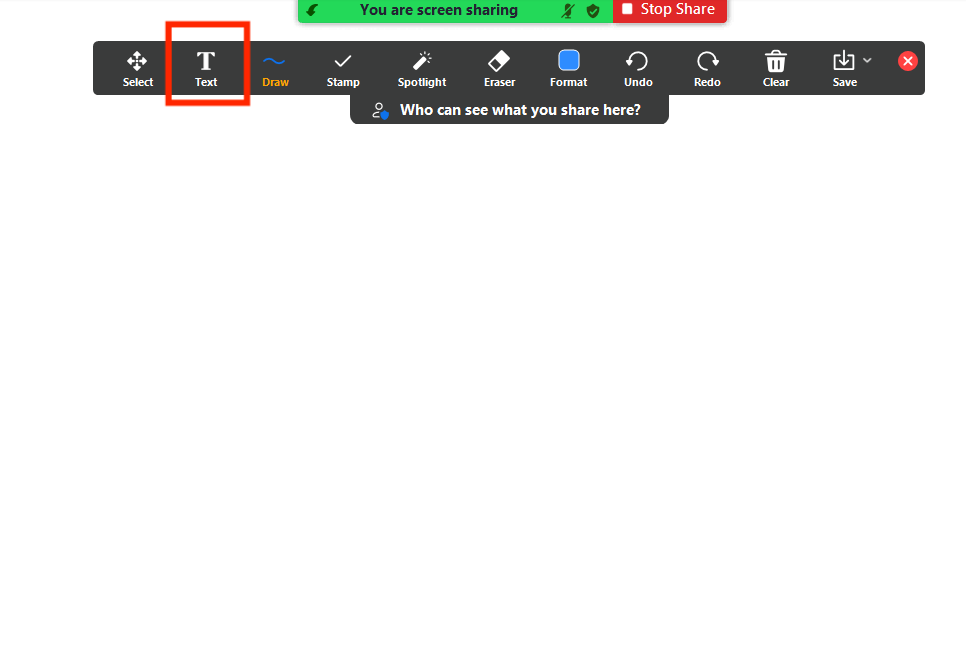 You are screen sharing Stop Share
Select Text Draw Stamp Spotlight Eraser Format Undo Redo Clear Save
Who can see what you share here?